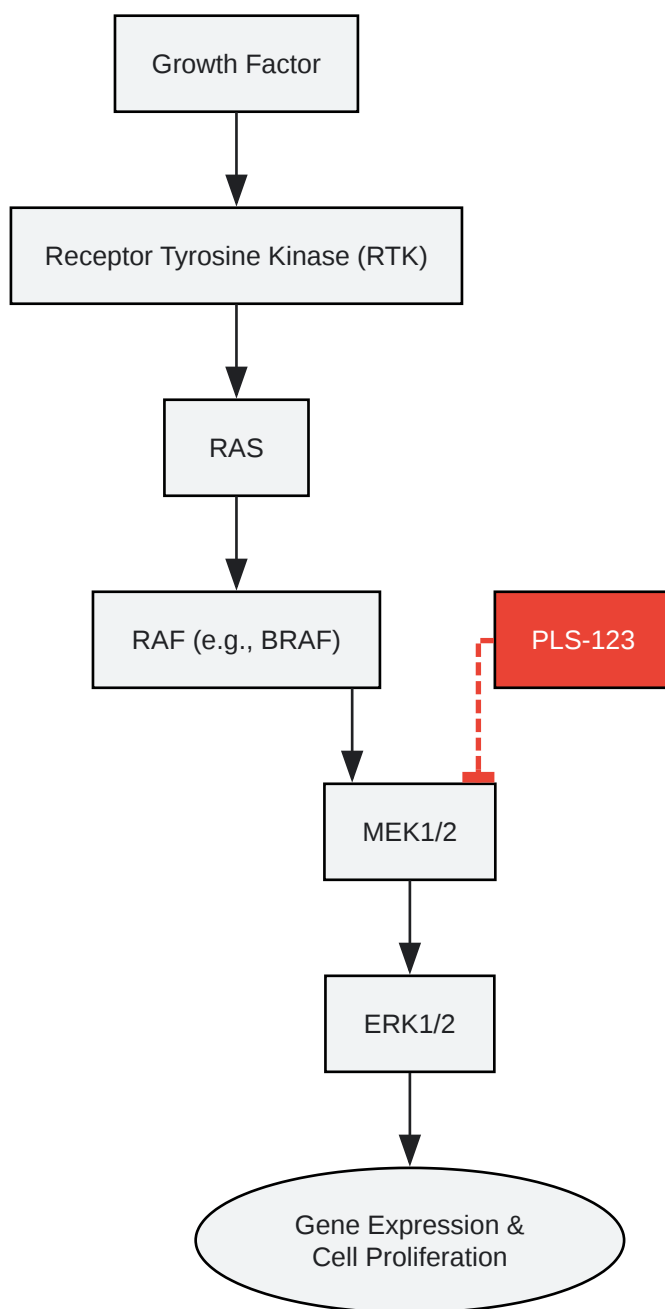 Growth Factor
Receptor Tyrosine Kinase (RTK)
RAS
RAF (e.g., BRAF)
PLS-123
MEK1/2
ERK1/2
Gene Expression &
Cell Proliferation